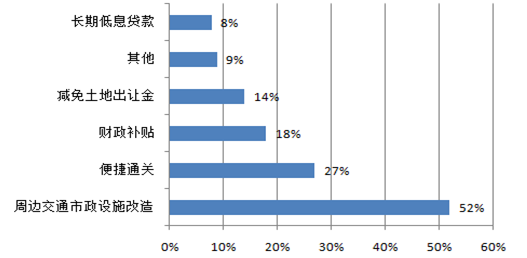 长期低息贷款 8%
其他 9%
减免土地出让金 14%
财政补贴 18%
便捷通关 27%
周边交通市政设施改造 52%
0% 10% 20% 30% 40% 50% 60%